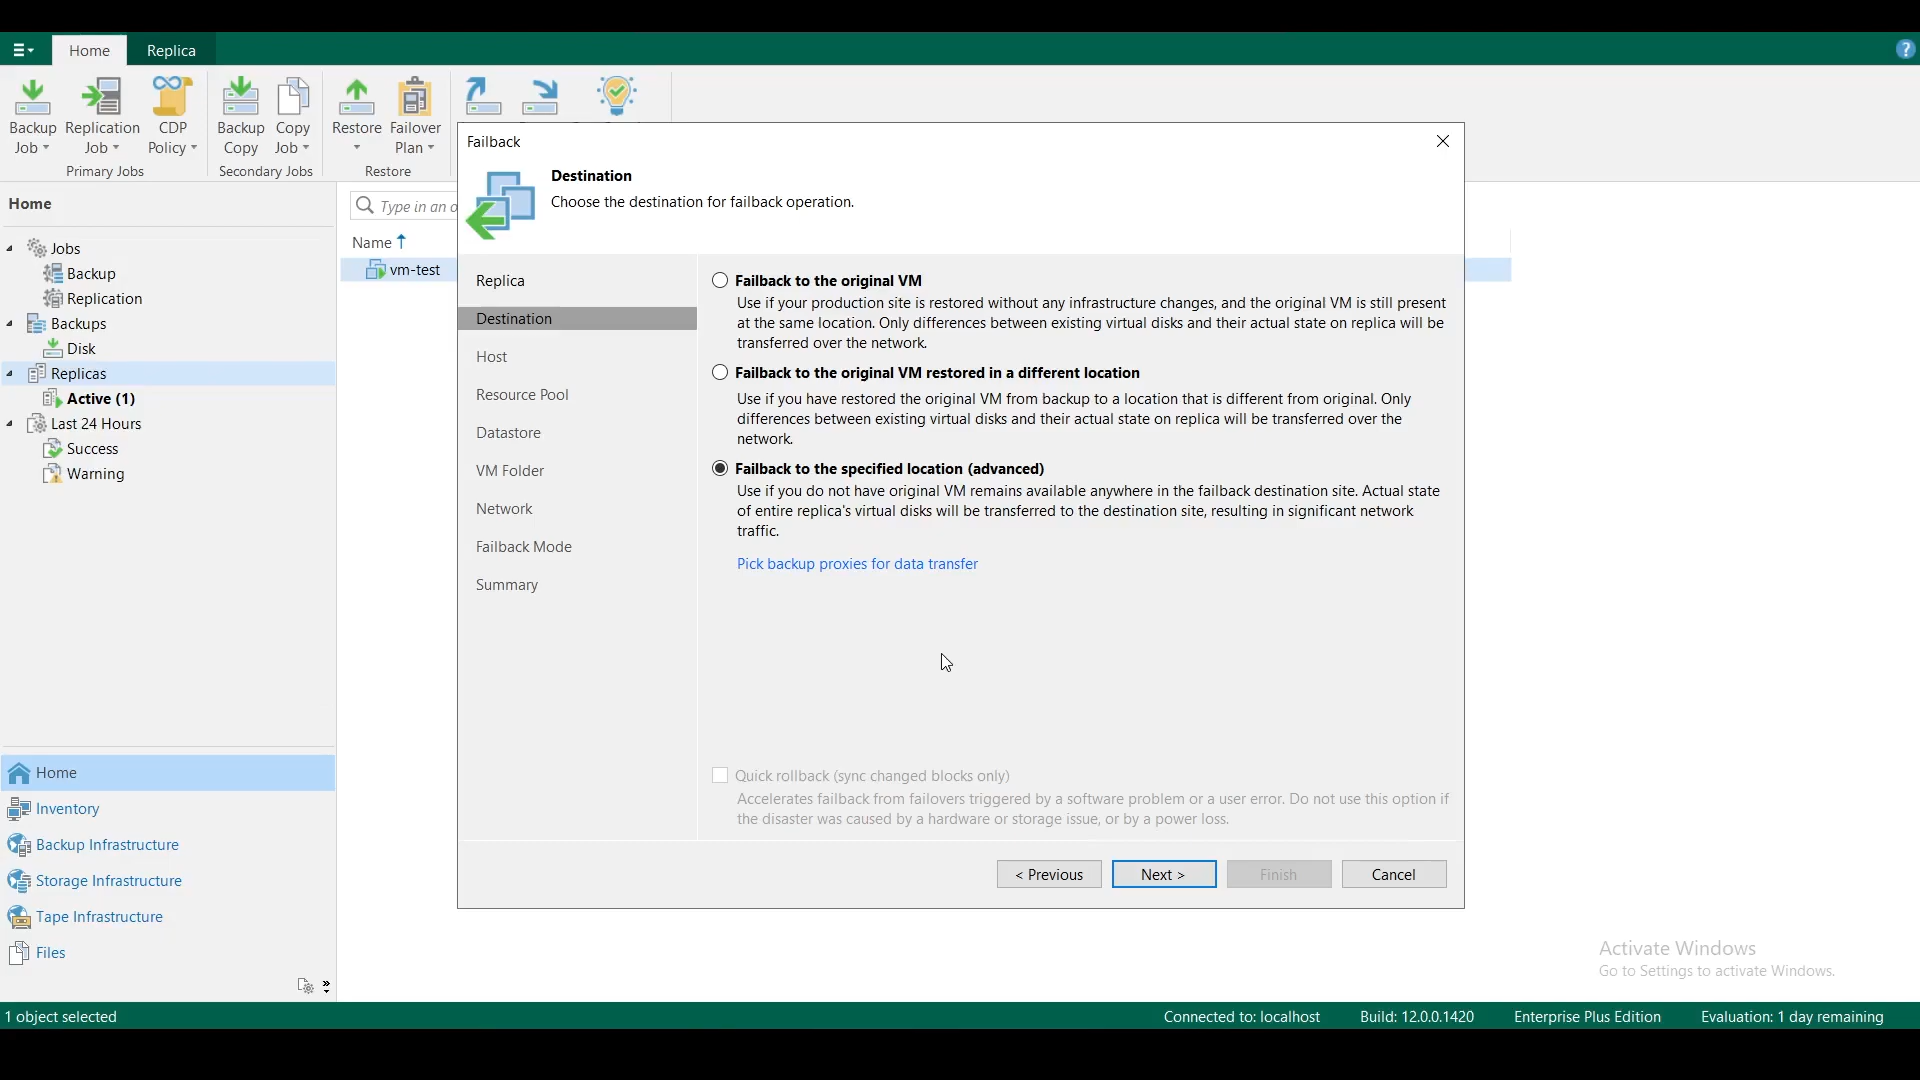 Home
Replica
Backup
Job
Replication
Job
CDP
Policy
Primary Jobs
Backup
Copy
Copy
Job
Secondary Jobs
Restore
Failover
Plan
Restore
Home
Jobs
Backup
Replication
Backups
Disk
Replicas
Active (1)
Last 24 Hours
Success
Warning
Home
Inventory
Backup Infrastructure
Storage Infrastructure
Tape Infrastructure
Files
Type in an o
Name
vm-test
Failback
Destination
Choose the destination for failback operation.
Replica
Destination
Host
Resource Pool
Datastore
VM Folder
Network
Failback Mode
Summary
Failback to the original VM
Use if your production site is restored without any infrastructure changes, and the original VM is still present
at the same location. Only differences between existing virtual disks and their actual state on replica will be
transferred over the network.
Failback to the original VM restored in a different location
Use if you have restored the original VM from backup to a location that is different from original. Only
differences between existing virtual disks and their actual state on replica will be transferred over the
network.
Failback to the specified location (advanced)
Use if you do not have original VM remains available anywhere in the failback destination site. Actual state
of entire replica's virtual disks will be transferred to the destination site, resulting in significant network
traffic.
Pick backup proxies for data transfer
Quick rollback (sync changed blocks only)
Accelerates failback from failovers triggered by a software problem or a user error. Do not use this option if
the disaster was caused by a hardware or storage issue, or by a power loss.
< Previous
Next >
Finish
Cancel
Activate Windows
Go to Settings to activate Windows.
1 object selected
Connected to: localhost
Build: 12.0.0.1420
Enterprise Plus Edition
Evaluation: 1 day remaining